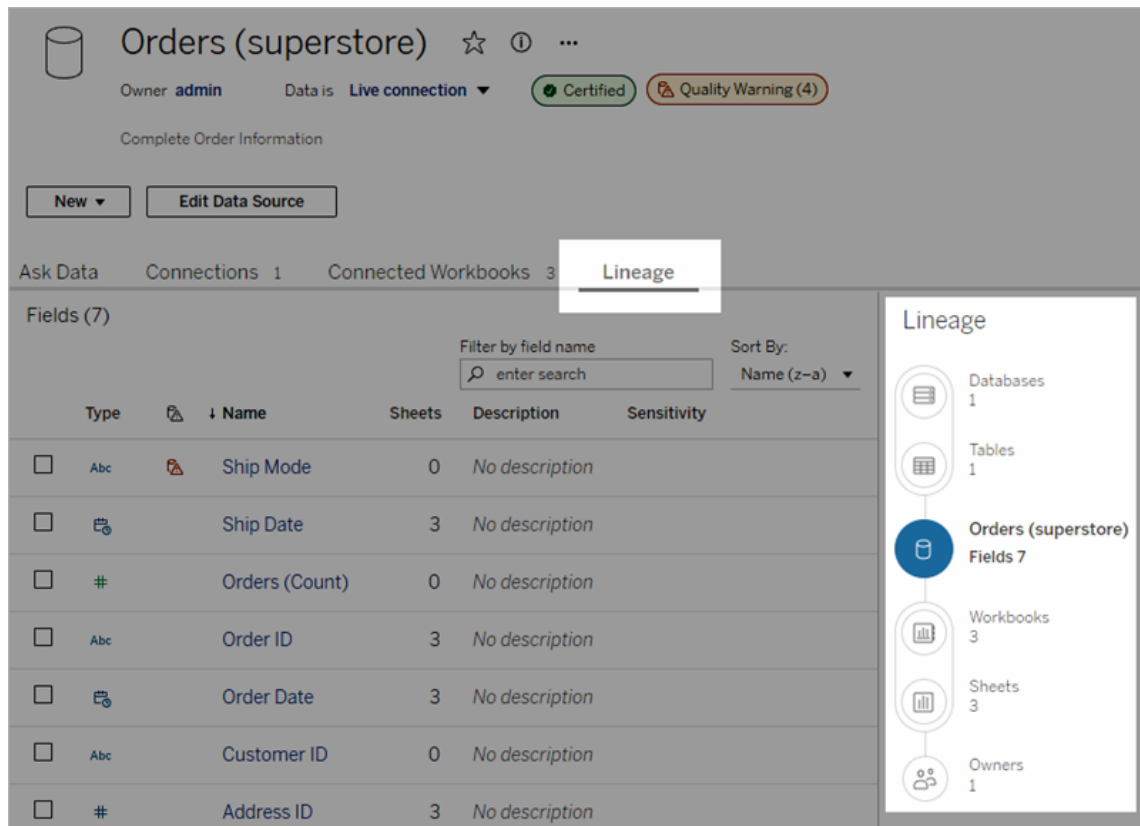 Orders (superstore)
Owner admin Data is Live connection Certified Quality Warning (4)
Complete Order Information
New Edit Data Source
Ask Data Connections 1 Connected Workbooks 3 Lineage
Fields (7)
Filter by field name Sort By:
enter search Name (z–a)
Type ↓ Name Sheets Description Sensitivity
Abc Ship Mode 0 No description
Ship Date 3 No description
# Orders (Count) 0 No description
Abc Order ID 3 No description
Order Date 3 No description
Abc Customer ID 0 No description
# Address ID 3 No description
Lineage
Databases
1
Tables
1
Orders (superstore)
Fields 7
Workbooks
3
Sheets
3
Owners
1